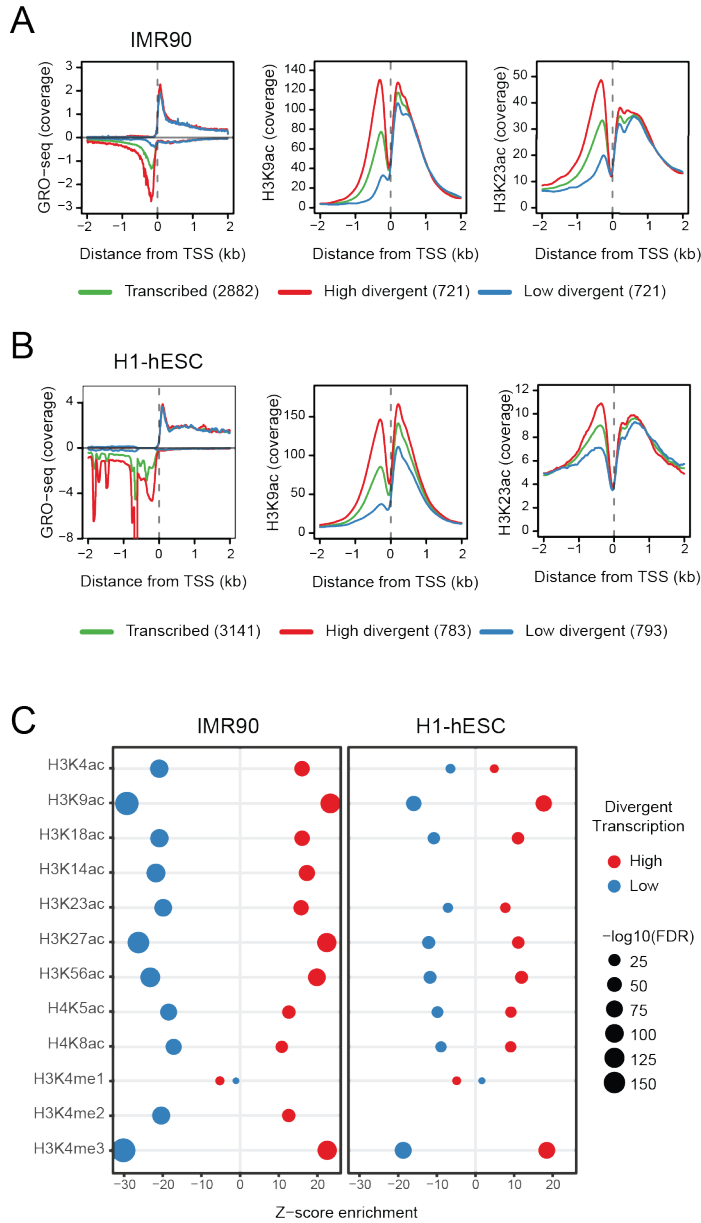 A
IMR90
GRO−seq (coverage)
3
2
1
0
−1
−2
−3
−2 −1 0 1 2
Distance from TSS (kb)
H3K9ac (coverage)
140
120
100
80
60
40
20
0
−2 −1 0 1 2
Distance from TSS (kb)
H3K23ac (coverage)
50
40
30
20
10
0
−2 −1 0 1 2
Distance from TSS (kb)
Transcribed (2882) High divergent (721) Low divergent (721)
B
H1-hESC
GRO−seq (coverage)
4
0
−4
−8
−2 −1 0 1 2
Distance from TSS (kb)
H3K9ac (coverage)
150
100
50
0
−2 −1 0 1 2
Distance from TSS (kb)
H3K23ac (coverage)
12
10
8
6
4
2
0
−2 −1 0 1 2
Distance from TSS (kb)
Transcribed (3141) High divergent (783) Low divergent (793)
C
IMR90 H1-hESC
H3K4ac
H3K9ac
H3K18ac
H3K14ac
H3K23ac
H3K27ac
H3K56ac
H4K5ac
H4K8ac
H3K4me1
H3K4me2
H3K4me3
−30 −20 −10 0 10 20 −30 −20 −10 0 10 20
Z−score enrichment
Divergent
Transcription
High
Low
−log10(FDR)
25
50
75
100
125
150